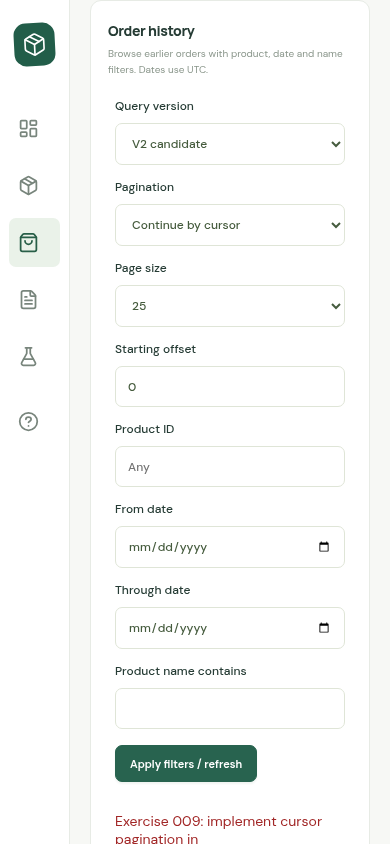 Order history
Browse earlier orders with product, date and name
filters. Dates use UTC.
Query version
V2 candidate
Pagination
Continue by cursor
Page size
25
Starting offset
0
Product ID
Any
From date
mm/dd/yyyy
Through date
mm/dd/yyyy
Product name contains
Apply filters / refresh
Exercise 009: implement cursor
pagination in